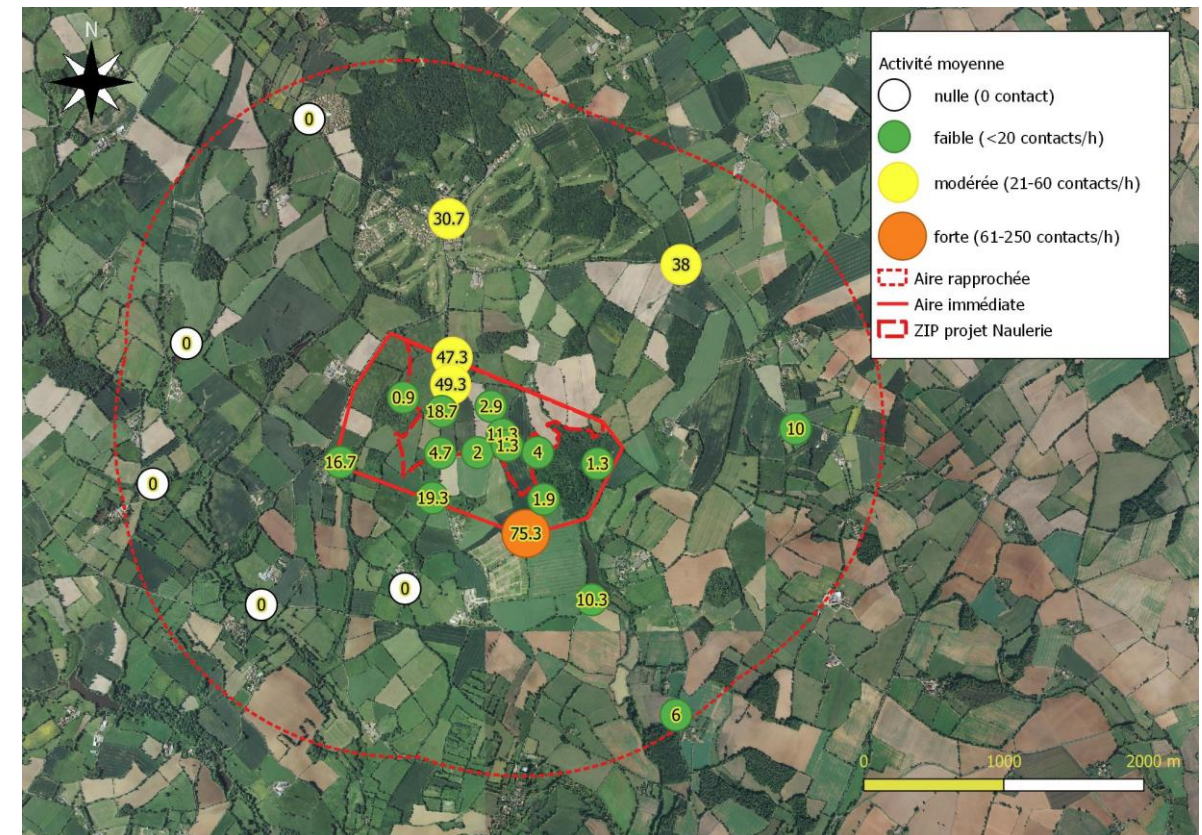 N
Activité moyenne
nulle (0 contact)
faible (<20 contacts/h)
modérée (21-60 contacts/h)
forte (61-250 contacts/h)
Aire rapprochée
Aire immédiate
ZIP projet Naulerie
0
30.7
38
0
47.3
49.3
0.9
18.7
2.9
10
11.3
1.3
4.7
2
4
16.7
1.3
0
19.3
1.9
75.3
0
0
10.3
6
0 1000 2000 m